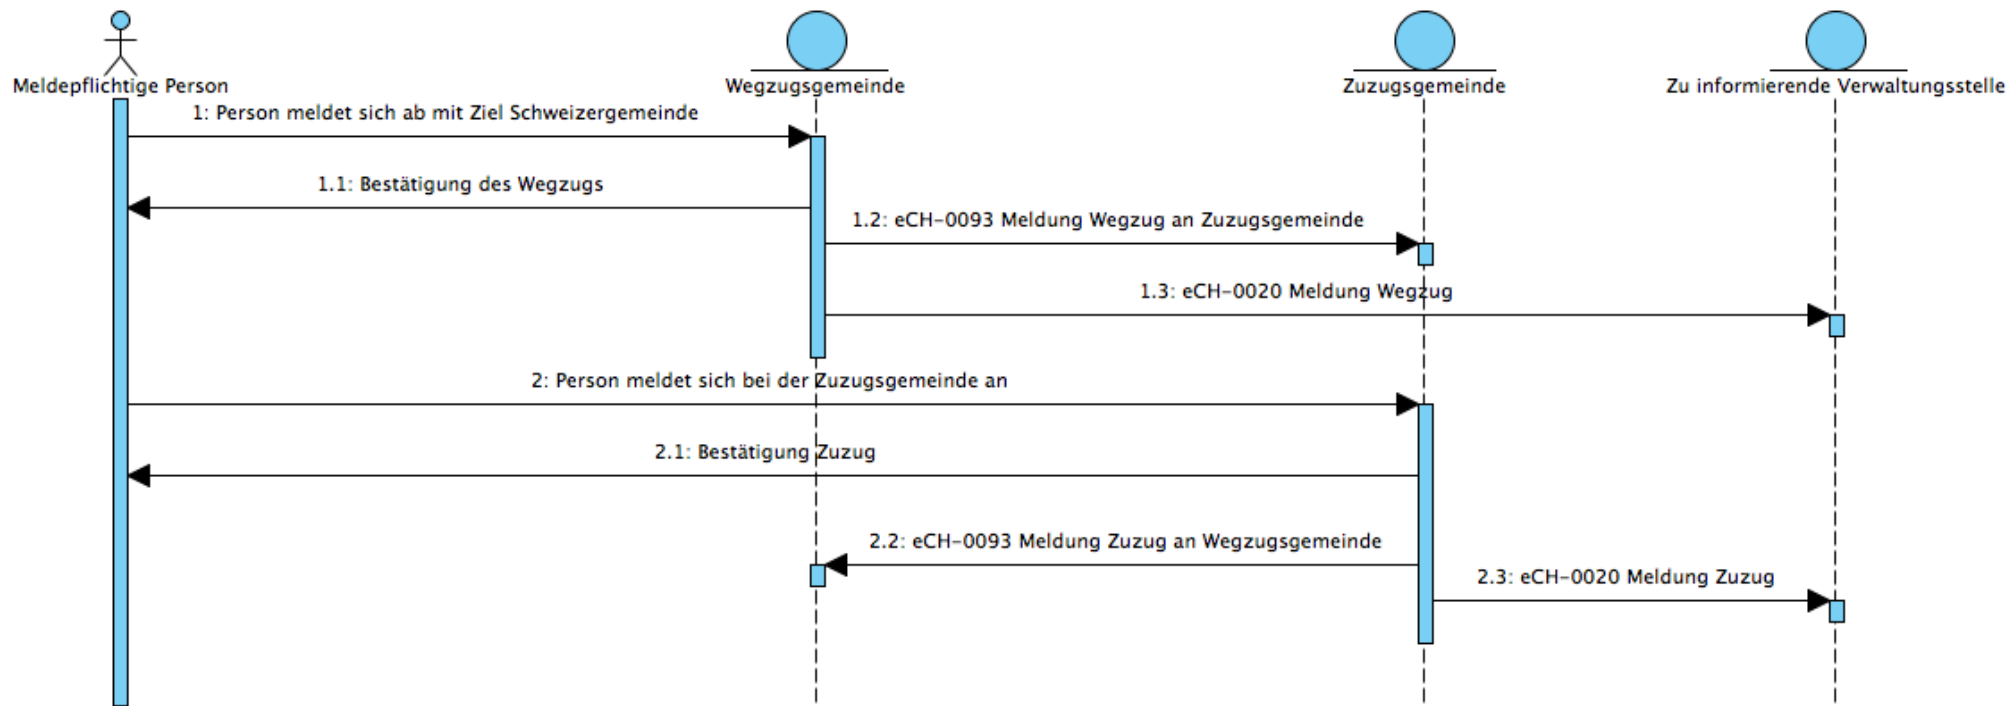 Meldepflichtige Person
Wegzugsgemeinde
Zuzugsgemeinde
Zu informierende Verwaltungsstelle
1: Person meldet sich ab mit Ziel Schweizergemeinde
1.1: Bestätigung des Wegzugs
1.2: eCH-0093 Meldung Wegzug an Zuzugsgemeinde
1.3: eCH-0020 Meldung Wegzug
2: Person meldet sich bei der Zuzugsgemeinde an
2.1: Bestätigung Zuzug
2.2: eCH-0093 Meldung Zuzug an Wegzugsgemeinde
2.3: eCH-0020 Meldung Zuzug